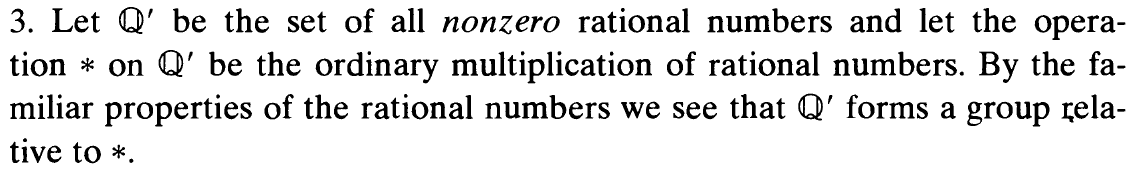 3. Let ℚ′ be the set of all nonzero rational numbers and let the opera-
tion * on ℚ′ be the ordinary multiplication of rational numbers. By the fa-
miliar properties of the rational numbers we see that ℚ′ forms a group rela-
tive to *.